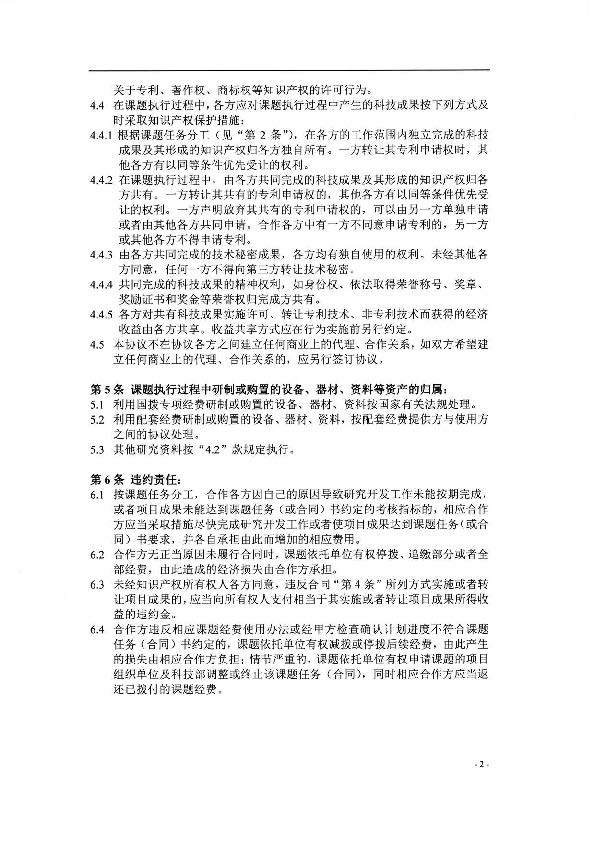 关于专利、著作权、商标权等知识产权的许可行为。
4.4 在课题执行过程中,各方应对课题执行过程中产生的科技成果按下列方式及
时采取知识产权保护措施:
4.4.1 根据课题任务分工（见“第 2 条”），在各方的工作范围内独立完成的科技
成果及其形成的知识产权归各方独自所有。一方转让其专利申请权时，其
他各方有以同等条件优先受让的权利。
4.4.2 在课题执行过程中，由各方共同完成的科技成果及其形成的知识产权归各
方共有。一方转让其共有的专利申请权的，其他各方有以同等条件优先受
让的权利。一方声明放弃其共有的专利申请权的，可以由另一方单独申请
或者由其他各方共同申请。合作各方中有一方不同意申请专利的，另一方
或其他各方不得申请专利。
4.4.3 由各方共同完成的技术秘密成果，各方均有独自使用的权利、未经其他各
方同意，任何一方不得向第三方转让技术秘密。
4.4.4 共同完成的科技成果的精神权利，如身份权、依法取得荣誉称号、奖章、
奖励证书和奖金等荣誉权归完成方共有。
4.4.5 各方对共有科技成果实施许可、转让专利技术、非专利技术而获得的经济
收益由各方共享。收益共享方式应在行为实施前另行约定。
4.5 本协议不在协议各方之间建立任何商业上的代理、合作关系，如双方希望建
立任何商业上的代理、合作关系的，应另行签订协议。
第 5 条 课题执行过程中研制或购置的设备、器材、资料等资产的归属：
5.1 利用国拨专项经费研制或购置的设备、器材、资料按国家有关法规处理。
5.2 利用配套经费研制或购置的设备、器材、资料，按配套经费提供方与使用方
之间的协议处理。
5.3 其他研究资料按“4.2”款规定执行。
第 6 条 违约责任：
6.1 按课题任务分工，合作各方因自己的原因导致研究开发工作未能按期完成，
或者项目成果未能达到课题任务（或合同）书约定的考核指标的，相应合作
方应当采取措施尽快完成研究开发工作或者使项目成果达到课题任务（或合
同）书要求，并各自承担由此而增加的相应费用。
6.2 合作方无正当原因未履行合同时，课题依托单位有权停拨、追缴部分或者全
部经费，由此造成的经济损失由合作方承担。
6.3 未经知识产权所有权人各方同意，违反合同“第 4 条”所列方式实施或者转
让项目成果的，应当向所有权人支付相当于其实施或者转让项目成果所得收
益的违约金。
6.4 合作方违反相应课题经费使用办法或经甲方检查确认计划进度不符合课题
任务（合同）书约定的，课题依托单位有权减拨或停拨后续经费，由此产生
的损失由相应合作方负担；情节严重的，课题依托单位有权申请课题的项目
组织单位及科技部调整或终止该课题任务（合同），同时相应合作方应当返
还已拨付的课题经费。
- 2 -